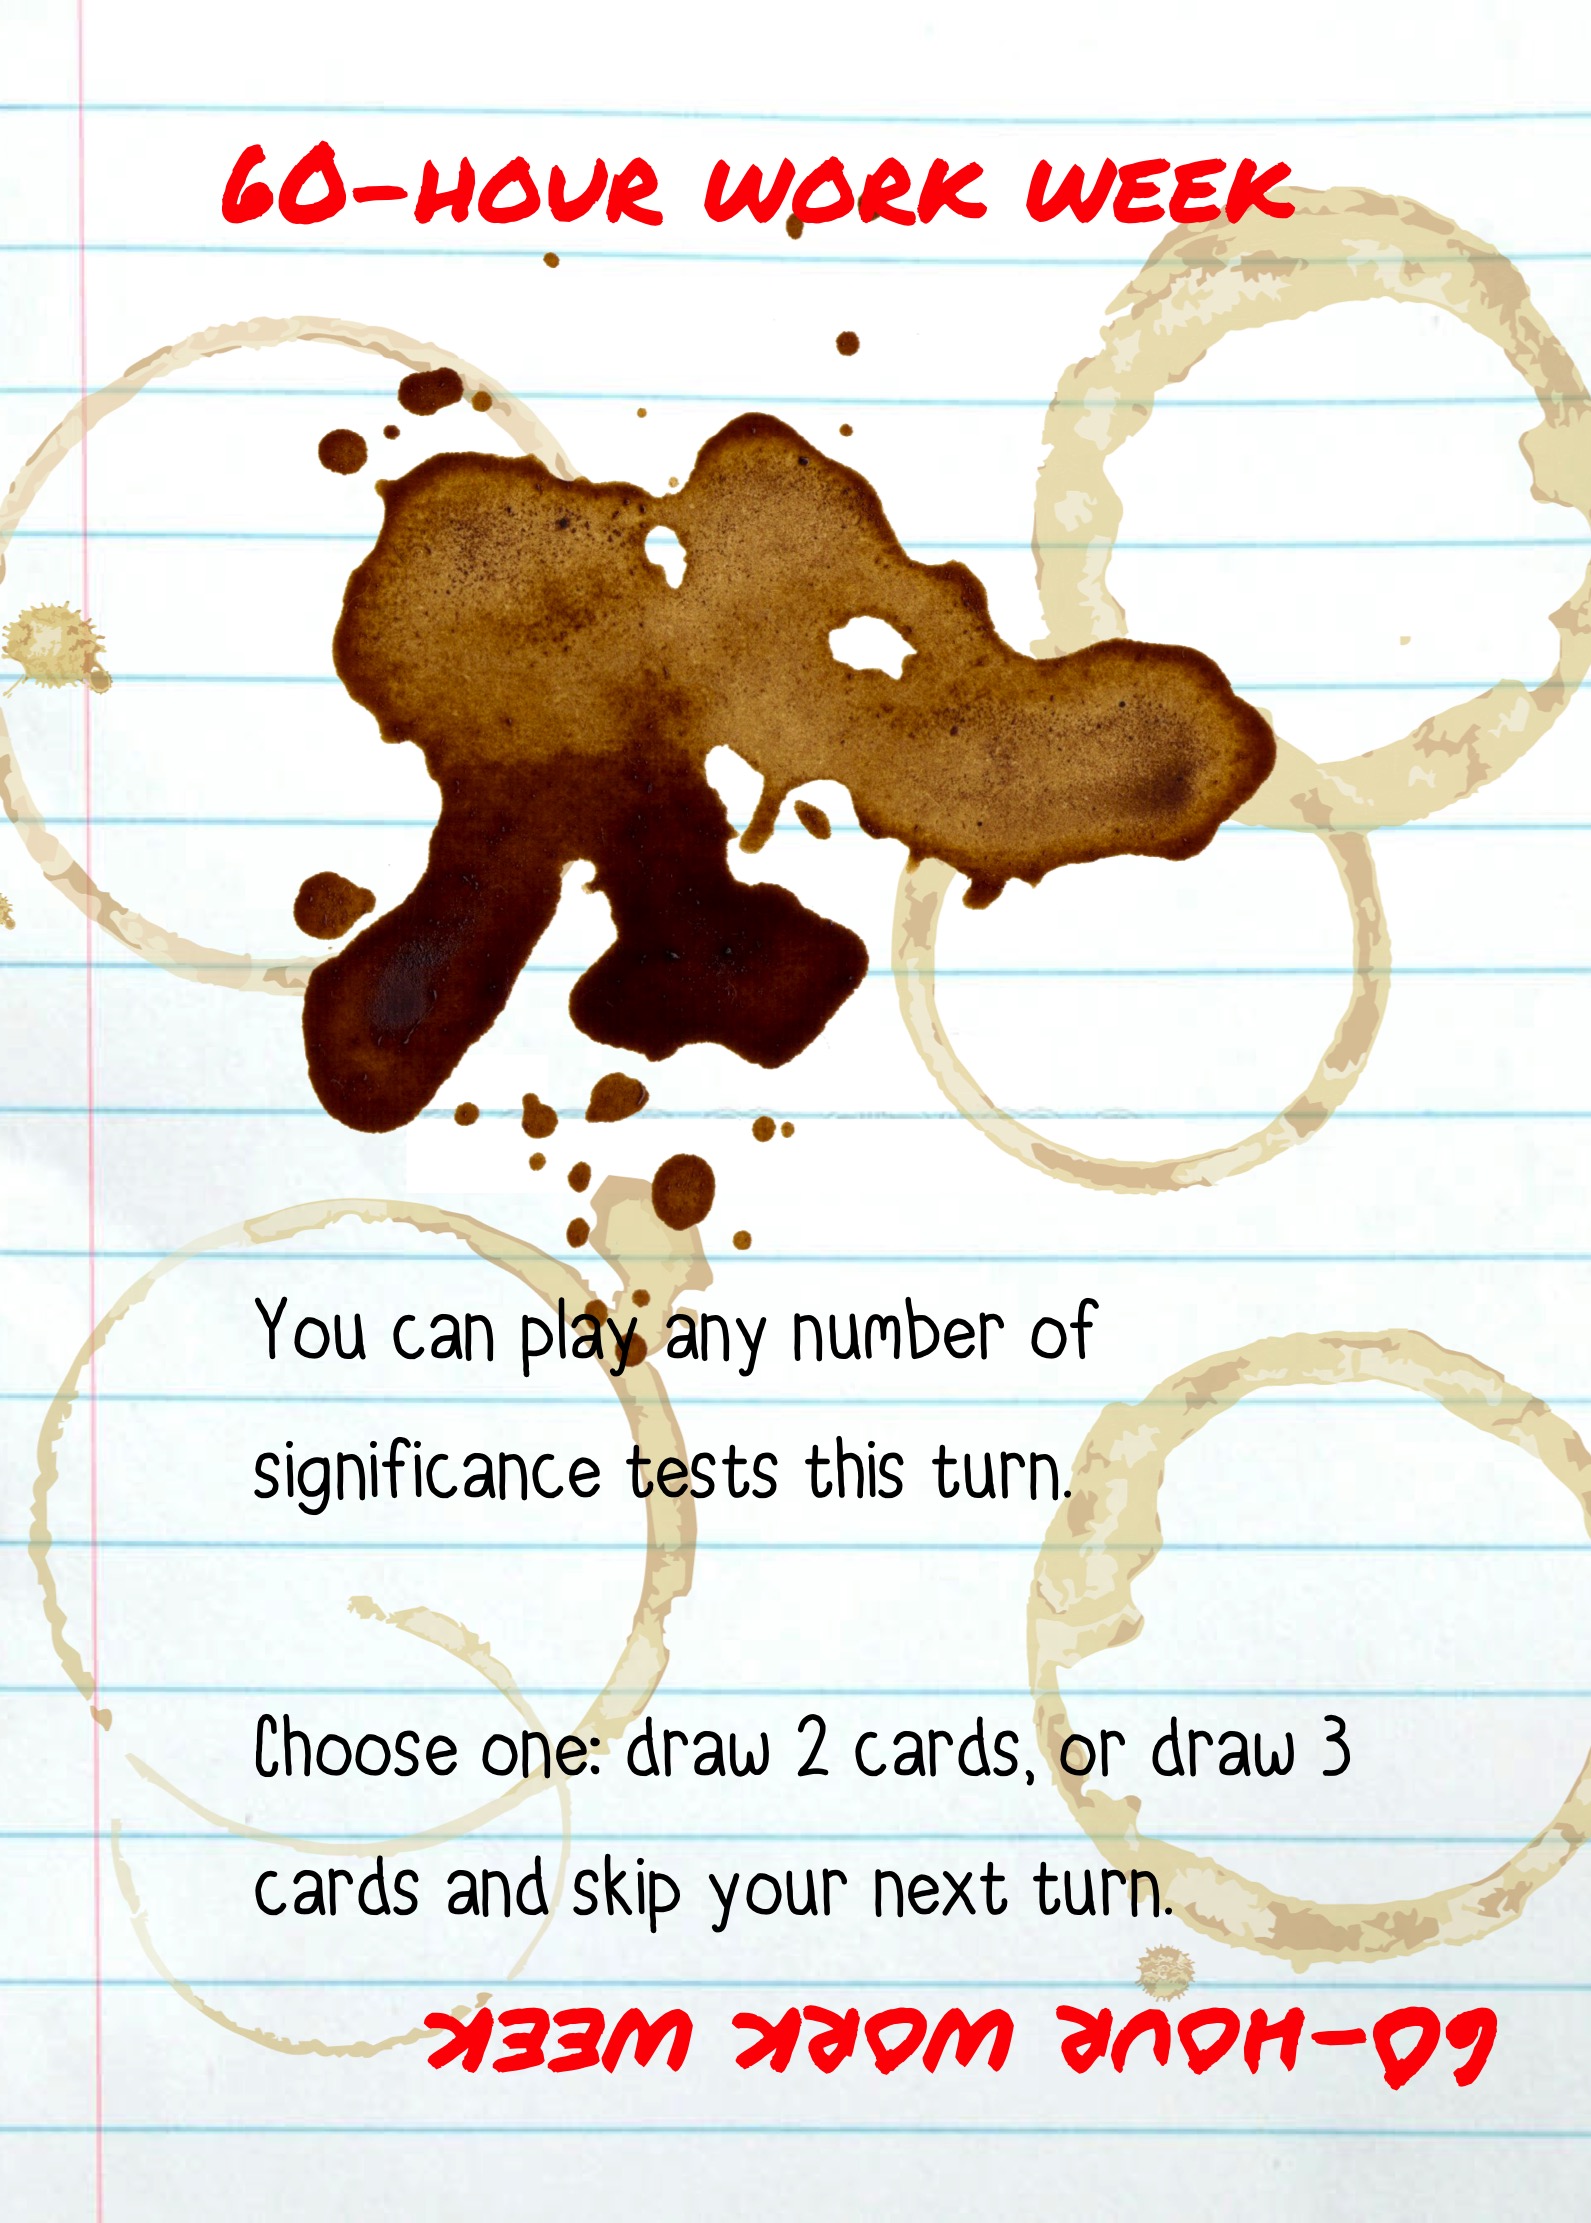 60-HOUR WORK WEEK
You can play any number of
significance tests this turn.
Choose one: draw 2 cards, or draw 3
cards and skip your next turn.
60-HOUR WORK WEEK